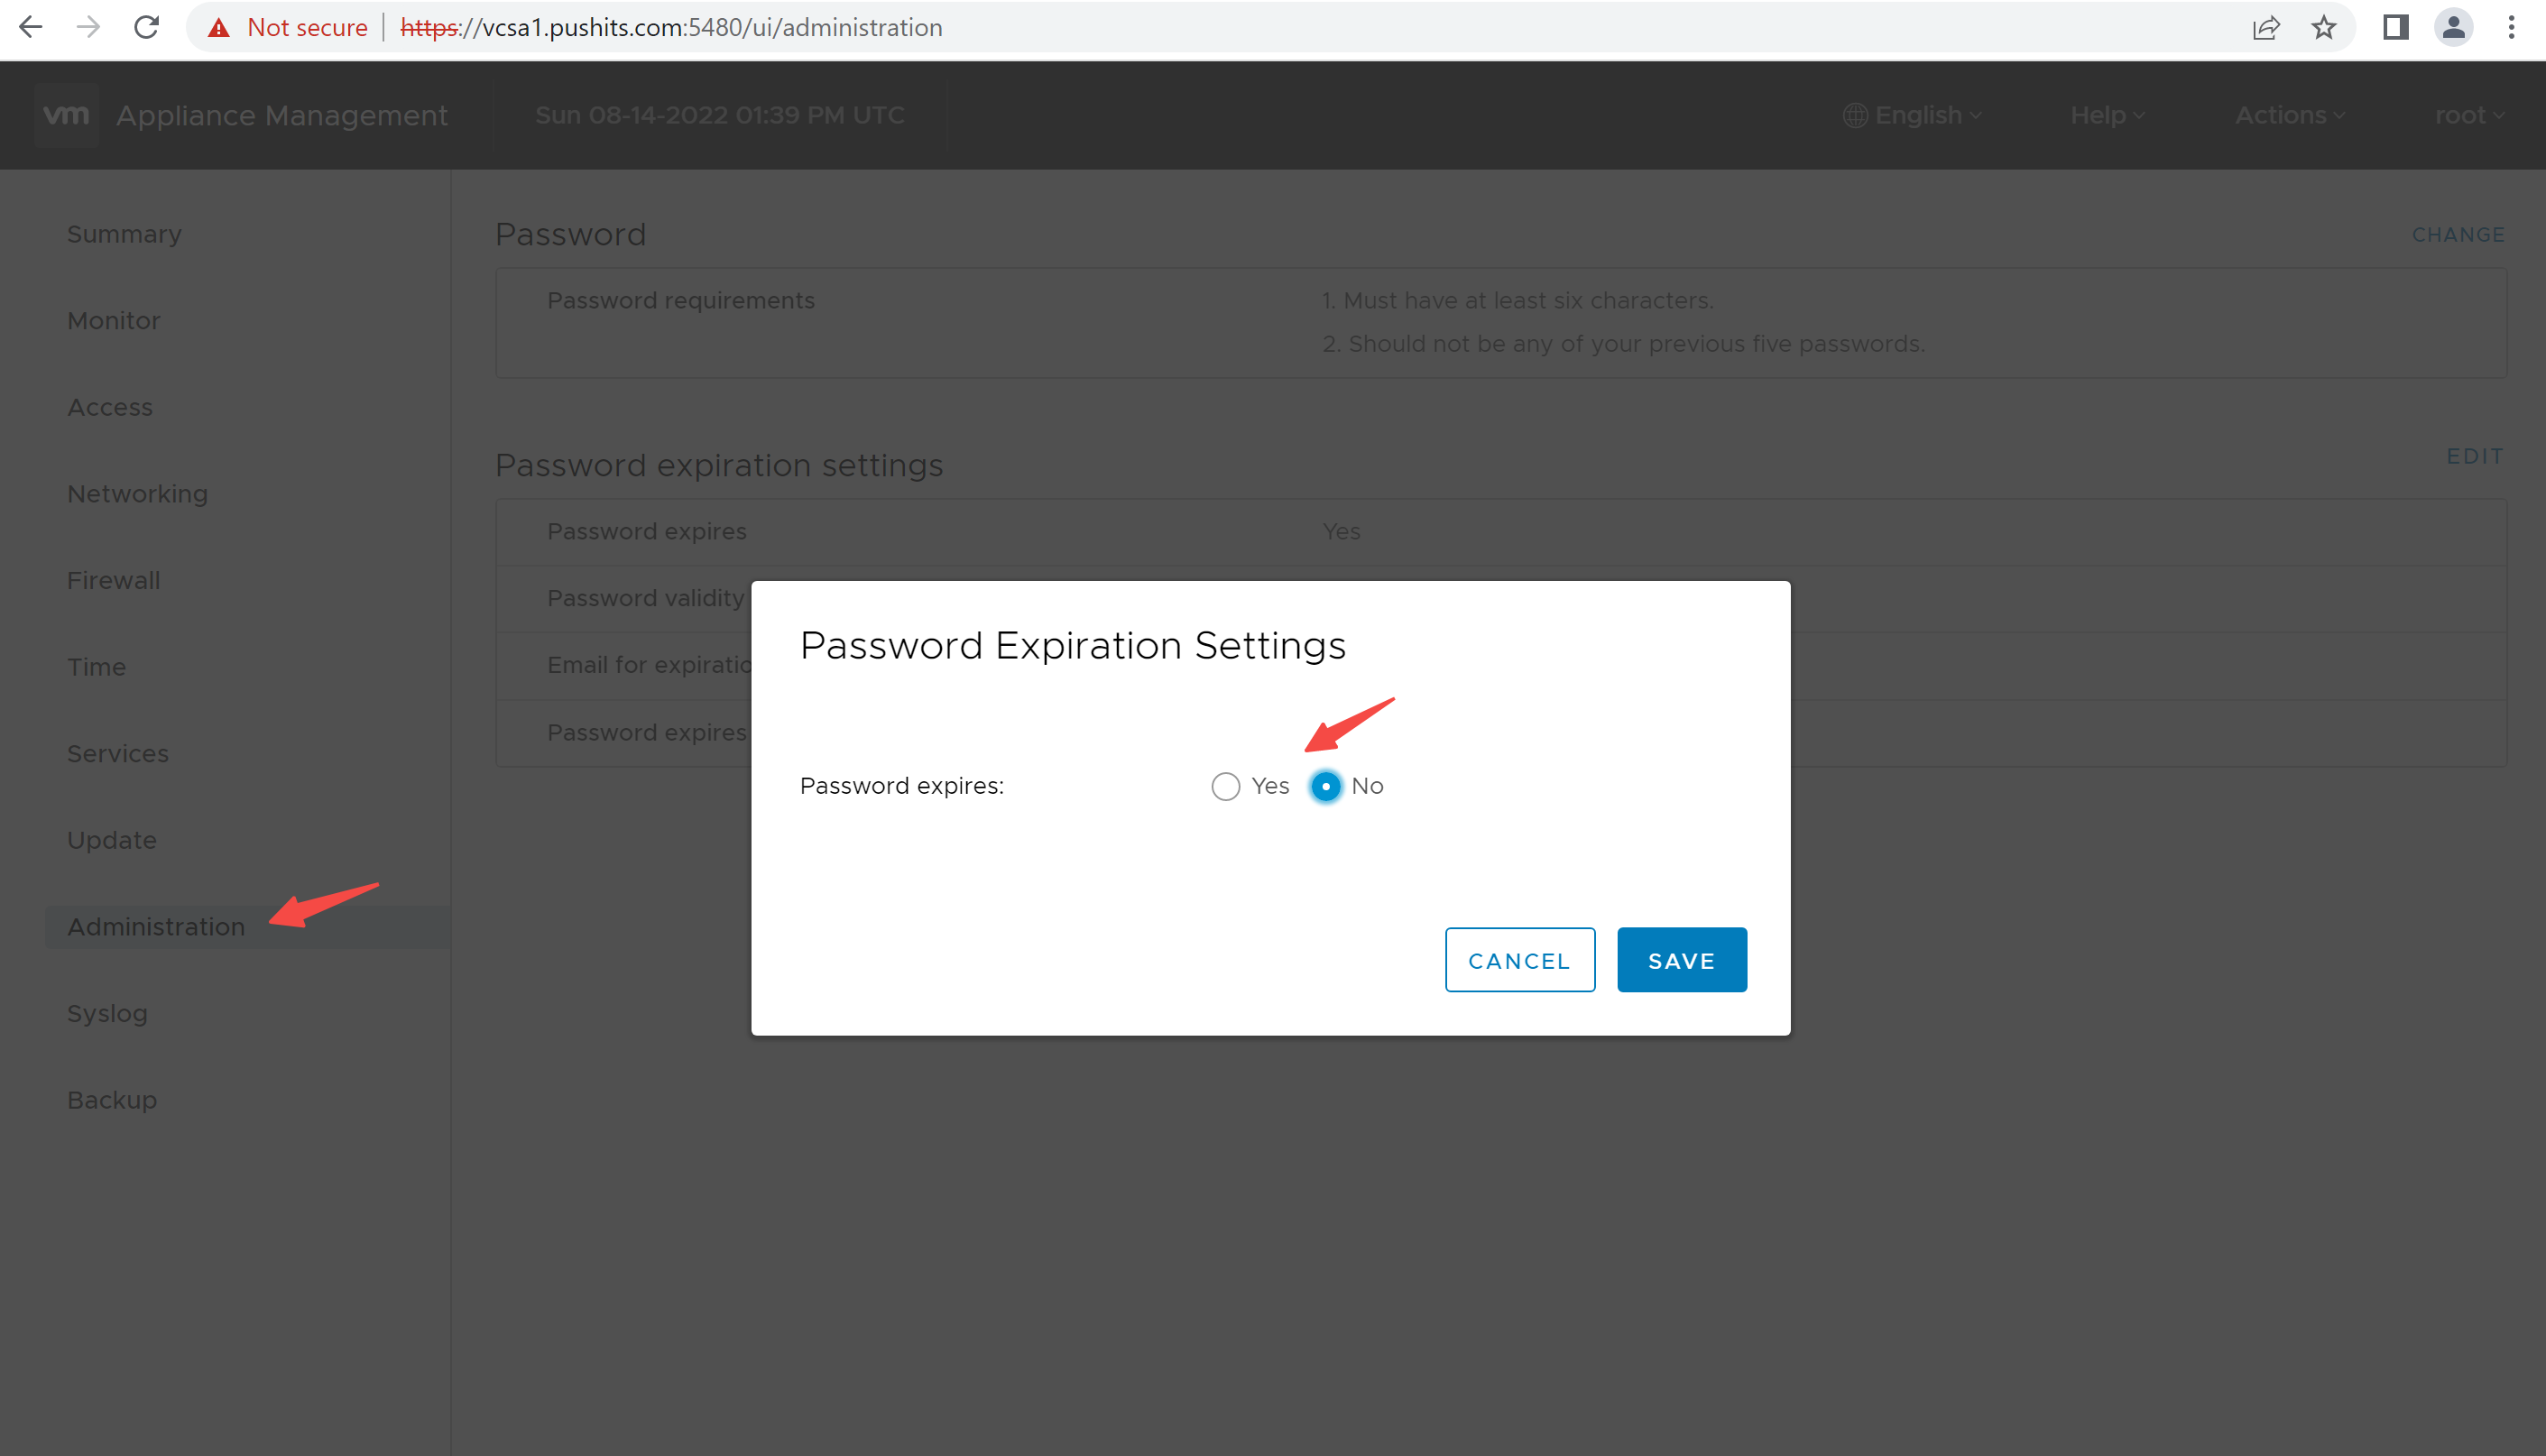 Not secure | https://vcsa1.pushits.com:5480/ui/administration
vm Appliance Management Sun 08-14-2022 01:39 PM UTC English Help Actions root
Summary
Monitor
Access
Networking
Firewall
Time
Services
Update
Administration
Syslog
Backup
Password CHANGE
Password requirements 1. Must have at least six characters.
2. Should not be any of your previous five passwords.
Password expiration settings EDIT
Password expires Yes
Password validity
Email for expiratio
Password expires
Password Expiration Settings
Password expires: Yes No
CANCEL SAVE